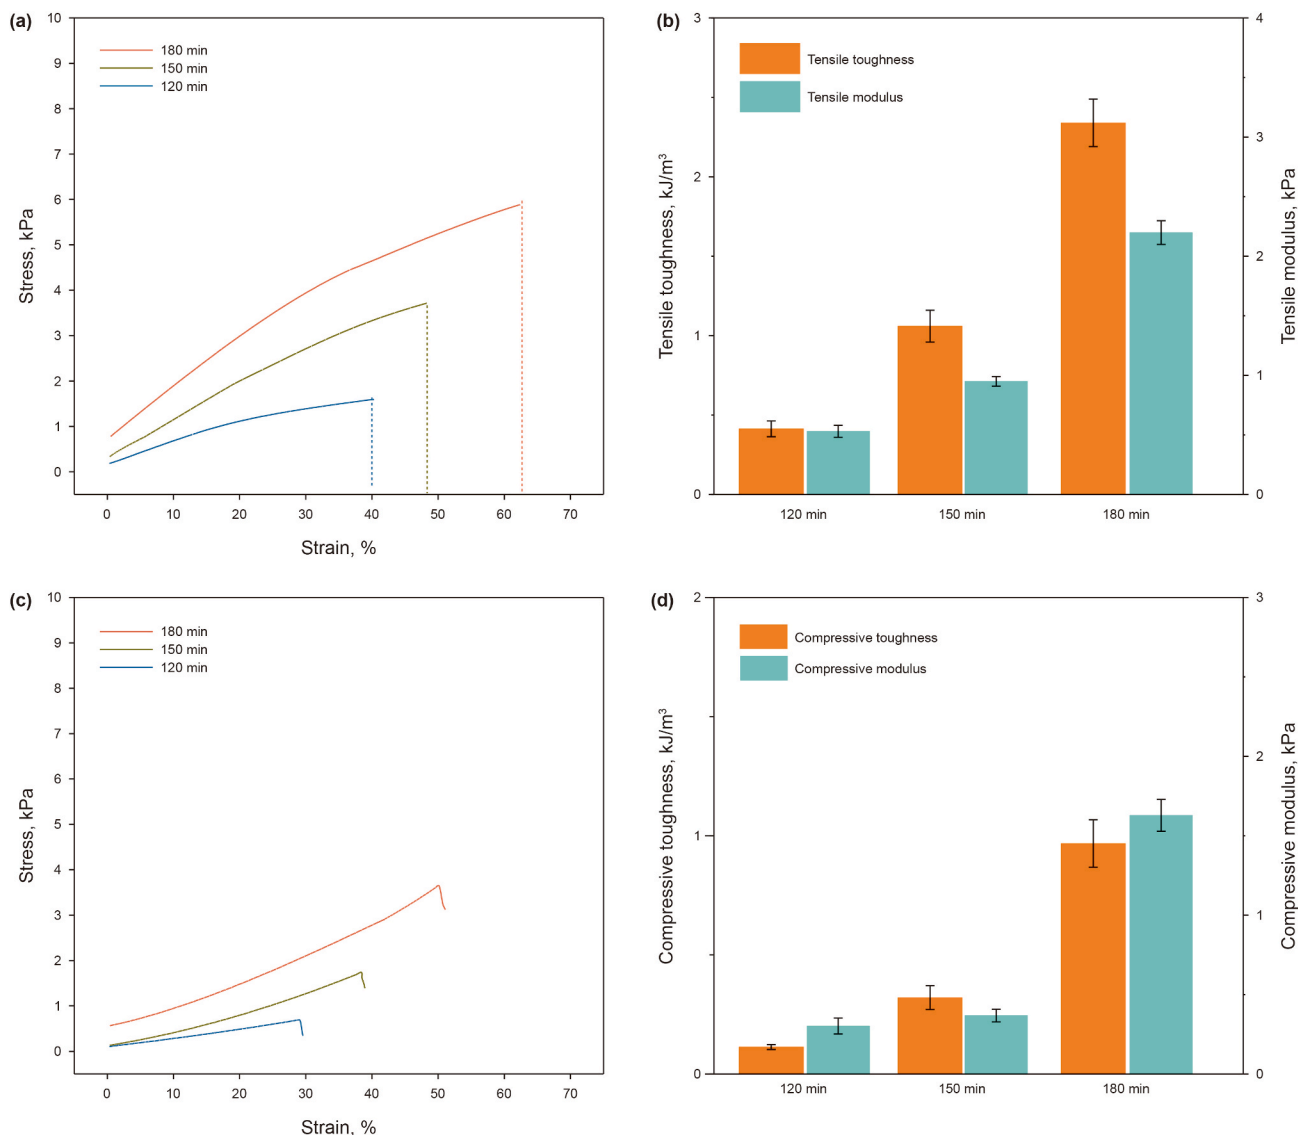 (a)
10
9
8
7
6
5
4
3
2
1
0
Stress, kPa
180 min
150 min
120 min
0 10 20 30 40 50 60 70
Strain, %
(b)
3
2
1
0
Tensile toughness, kJ/m³
Tensile toughness
Tensile modulus
120 min 150 min 180 min
4
3
2
1
0
Tensile modulus, kPa
(c)
10
9
8
7
6
5
4
3
2
1
0
Stress, kPa
180 min
150 min
120 min
0 10 20 30 40 50 60 70
Strain, %
(d)
2
1
0
Compressive toughness, kJ/m³
Compressive toughness
Compressive modulus
120 min 150 min 180 min
3
2
1
0
Compressive modulus, kPa